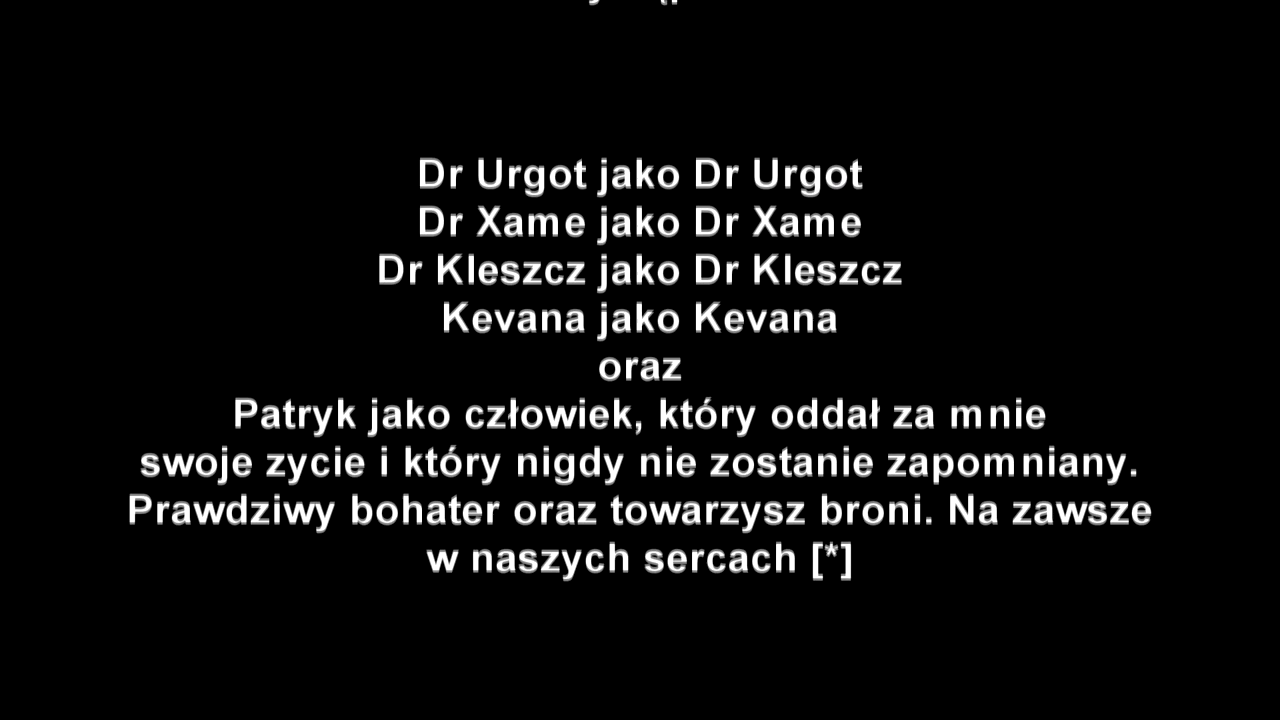 Dr Urgot jako Dr Urgot
Dr Xame jako Dr Xame
Dr Kleszcz jako Dr Kleszcz
Kevana jako Kevana
oraz
Patryk jako człowiek, który oddał za mnie
swoje zycie i który nigdy nie zostanie zapomniany.
Prawdziwy bohater oraz towarzysz broni. Na zawsze
w naszych sercach [*]